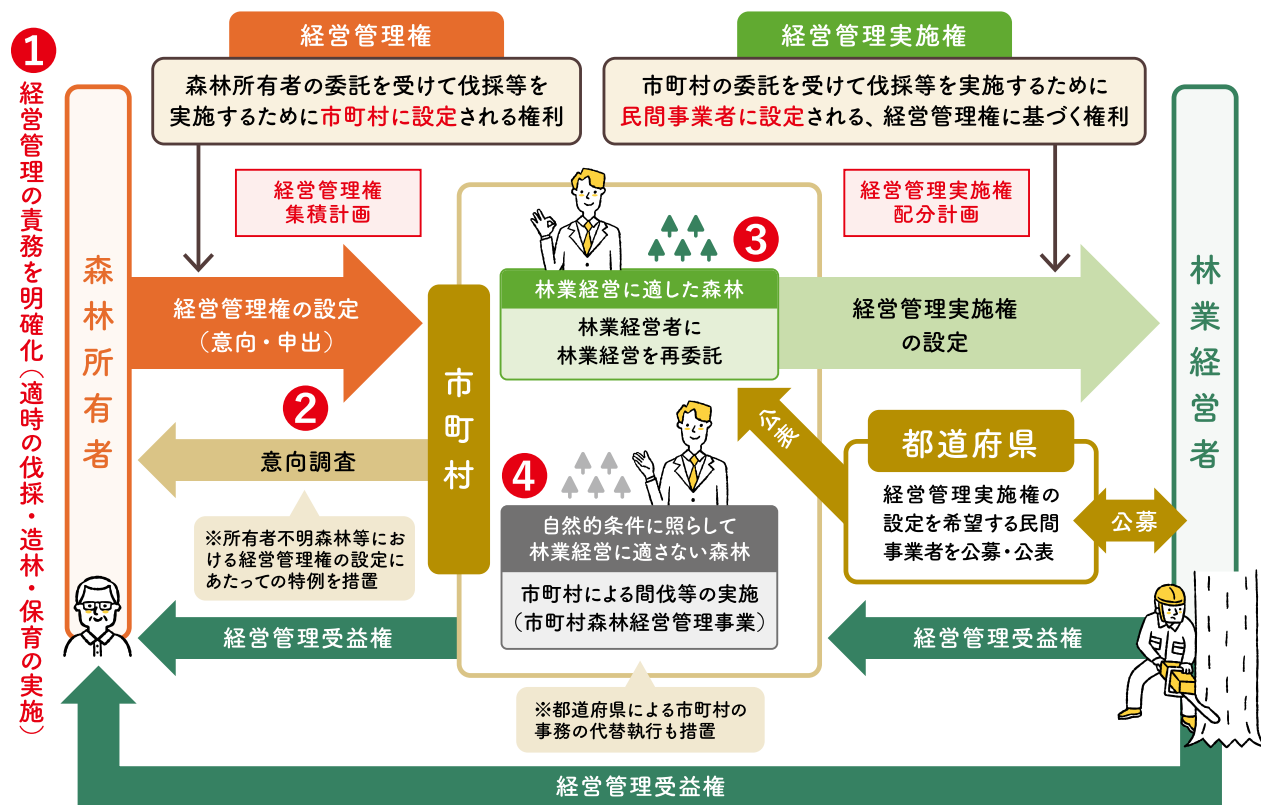 ❶
経営管理の責務を明確化（適時の伐採・造林・保育の実施）
経営管理権
森林所有者の委託を受けて伐採等を
実施するために市町村に設定される権利
経営管理実施権
市町村の委託を受けて伐採等を実施するために
民間事業者に設定される、経営管理権に基づく権利
経営管理権
集積計画
経営管理実施権
配分計画
森林所有者
経営管理権の設定
（意向・申出）
❷
意向調査
※所有者不明森林等にお
ける経営管理権の設定に
あたっての特例を措置
経営管理受益権
市町村
❸
林業経営に適した森林
林業経営者に
林業経営を再委託
❹
自然的条件に照らして
林業経営に適さない森林
市町村による間伐等の実施
（市町村森林経営管理事業）
※都道府県による市町村の
事務の代替執行も措置
経営管理実施権
の設定
公表
都道府県
経営管理実施権の
設定を希望する民間
事業者を公募・公表
公募
林業経営者
経営管理受益権
経営管理受益権